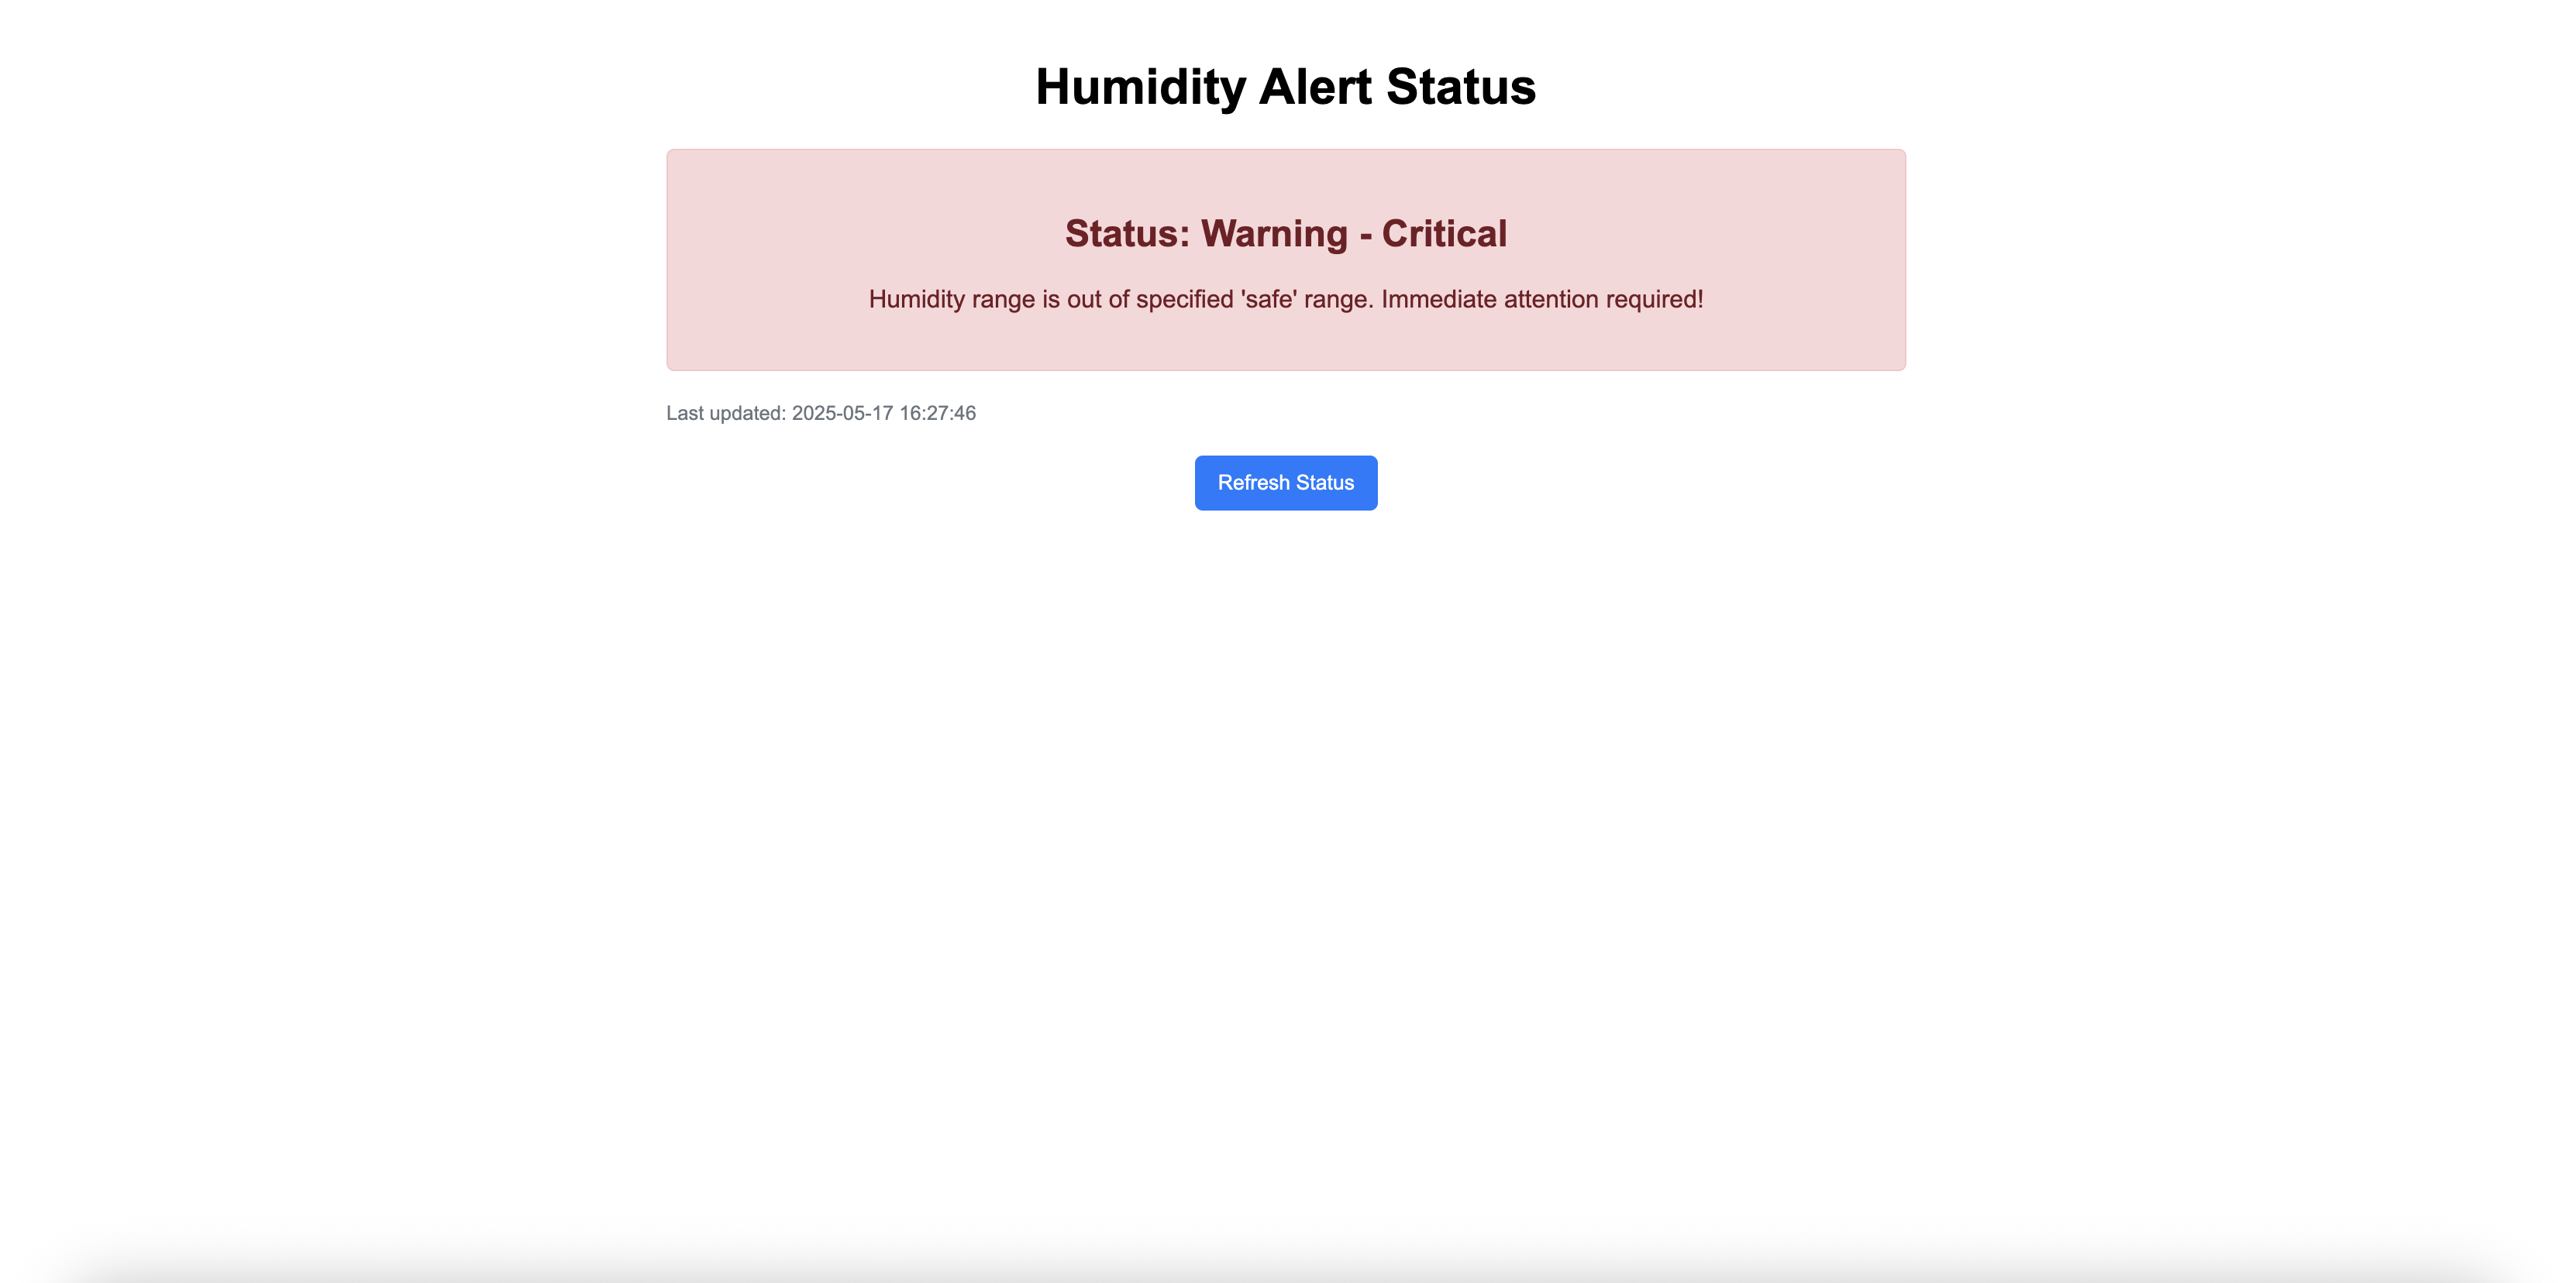 Humidity Alert Status
Status: Warning - Critical
Humidity range is out of specified 'safe' range. Immediate attention required!
Last updated: 2025-05-17 16:27:46
Refresh Status